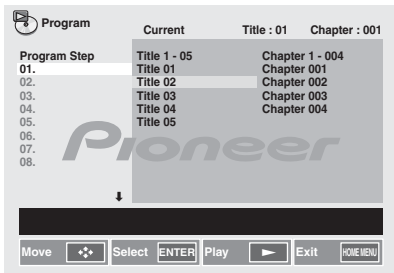 Program
Current Title : 01 Chapter : 001
Program Step Title 1 - 05 Chapter 1 - 004
01. Title 01 Chapter 001
02. Title 02 Chapter 002
03. Title 03 Chapter 003
04. Title 04 Chapter 004
05. Title 05
06.
07.
08.
Pioneer
Move Select ENTER Play Exit HOME MENU